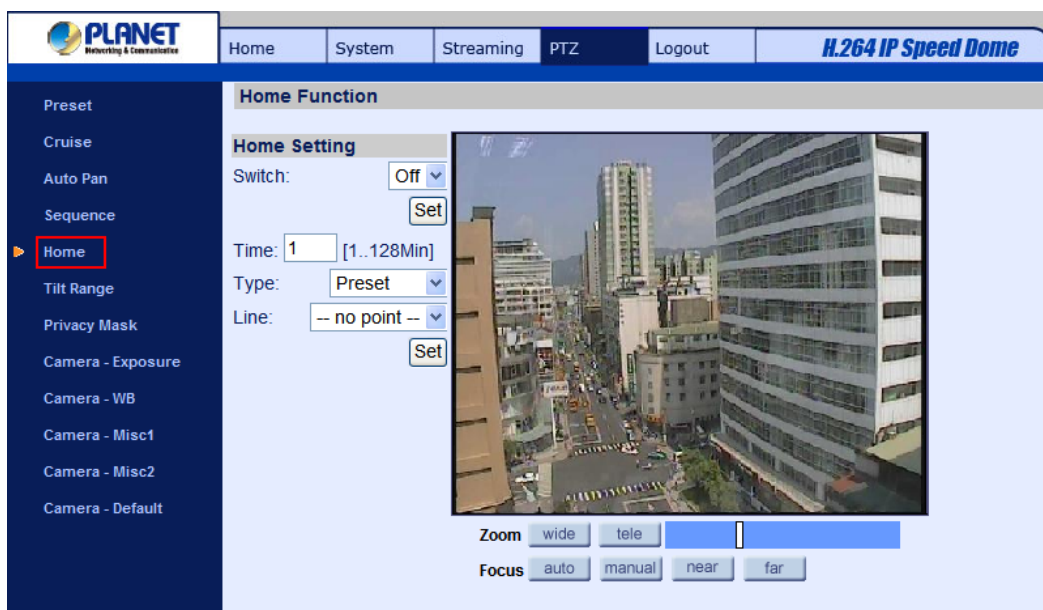 PLANET
Networking & Communication
Home
System
Streaming
PTZ
Logout
H.264 IP Speed Dome
Preset
Cruise
Auto Pan
Sequence
Home
Tilt Range
Privacy Mask
Camera - Exposure
Camera - WB
Camera - Misc1
Camera - Misc2
Camera - Default
Home Function
Home Setting
Switch: Off
Set
Time: 1 [1..128Min]
Type: Preset
Line: -- no point --
Set
Zoom wide tele
Focus auto manual near far